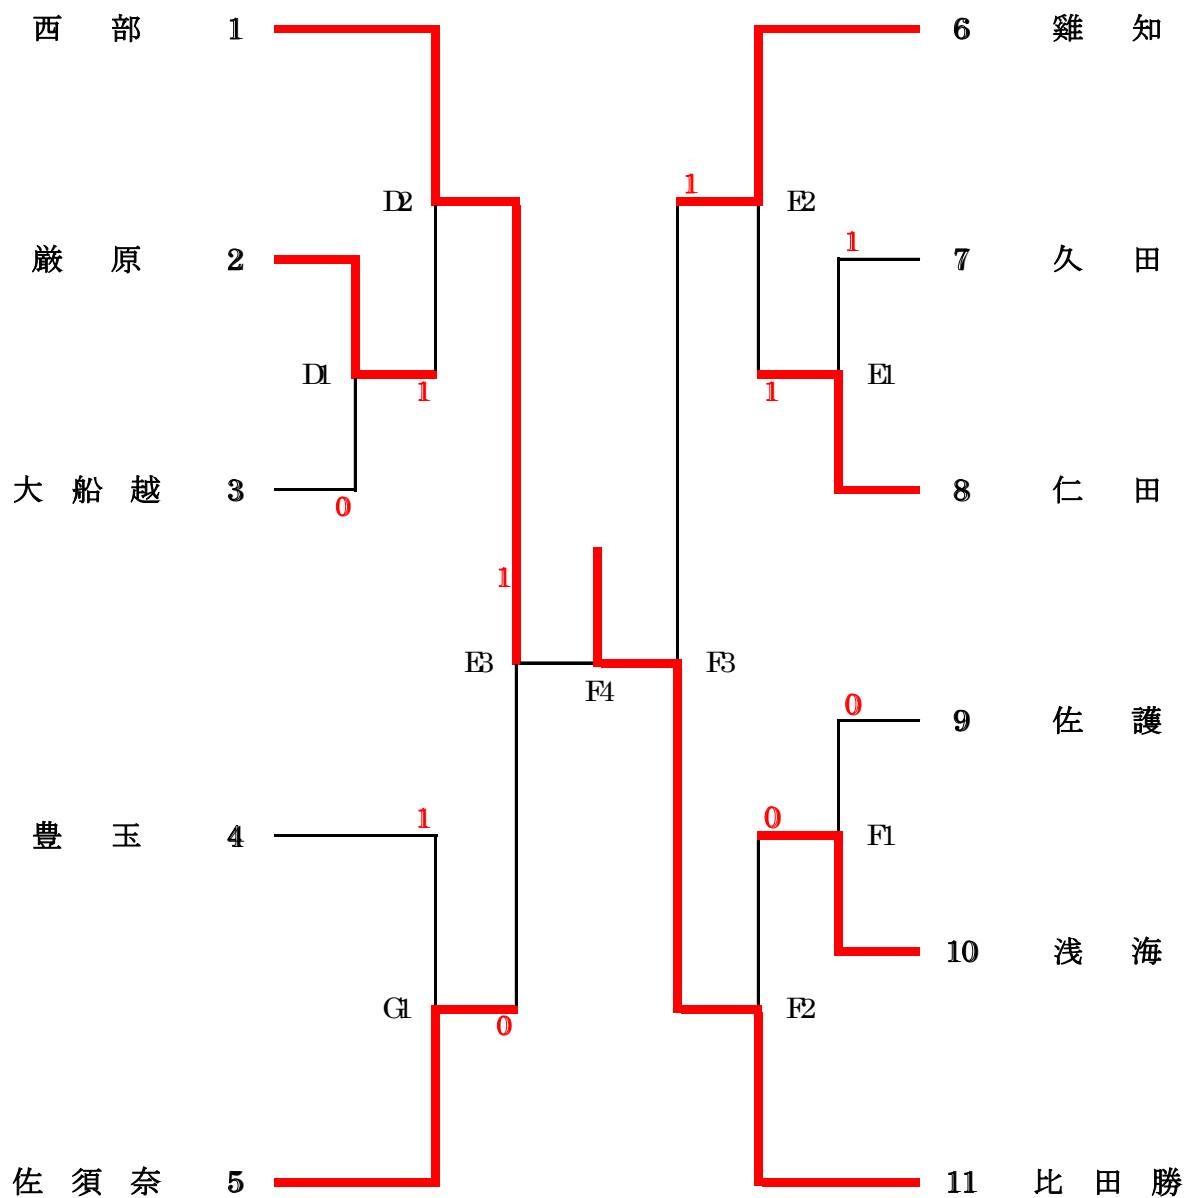 西部 1
6 雞知
1
D2
E2
厳原 2
1
7 久田
D1
1
1
E1
大船越 3
0
8 仁田
1
E3
F3
F4
0
9 佐護
豊玉 4
1
0
F1
10 浅海
G1
0
F2
佐須奈 5
11 比田勝